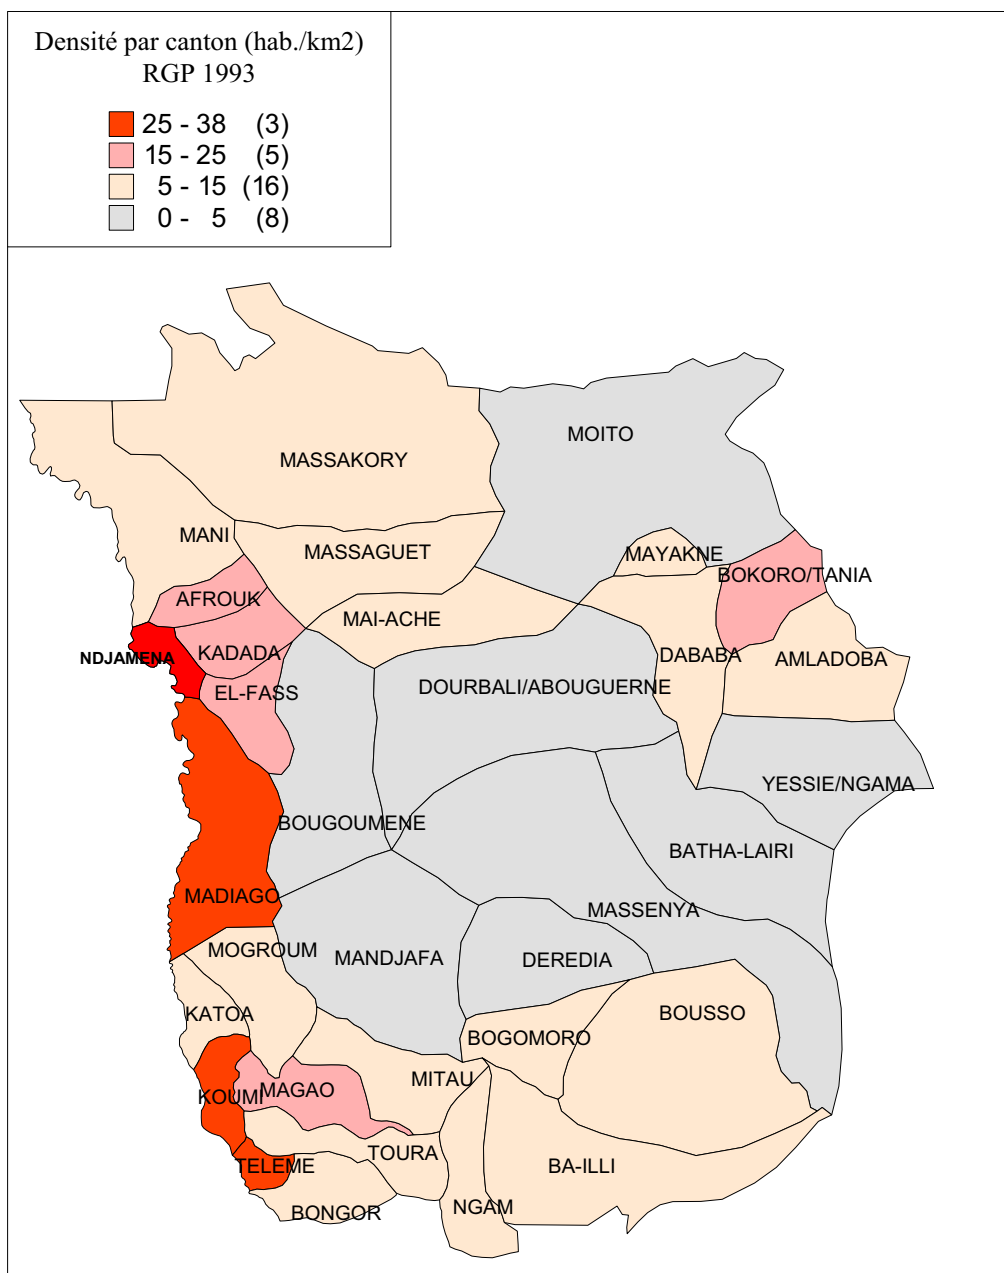 Densité par canton (hab./km2)
RGP 1993
25 - 38 (3)
15 - 25 (5)
5 - 15 (16)
0 - 5 (8)
MOITO
MASSAKORY
MANI
MASSAGUET
MAYAKNE
BOKORO/TANIA
AFROUK
MAI-ACHE
KADADA
NDJAMENA
DABABA
AMLADOBA
EL-FASS
DOURBALI/ABOUGUERNE
YESSIE/NGAMA
BOUGOUMENE
BATHA-LAIRI
MADIAGO
MASSENYA
MOGROUM
MANDJAFA
DEREDIA
KATOA
BOUSSO
BOGOMORO
MITAU
KOUMI
MAGAO
TOURA
TELEME
BA-ILLI
BONGOR
NGAM